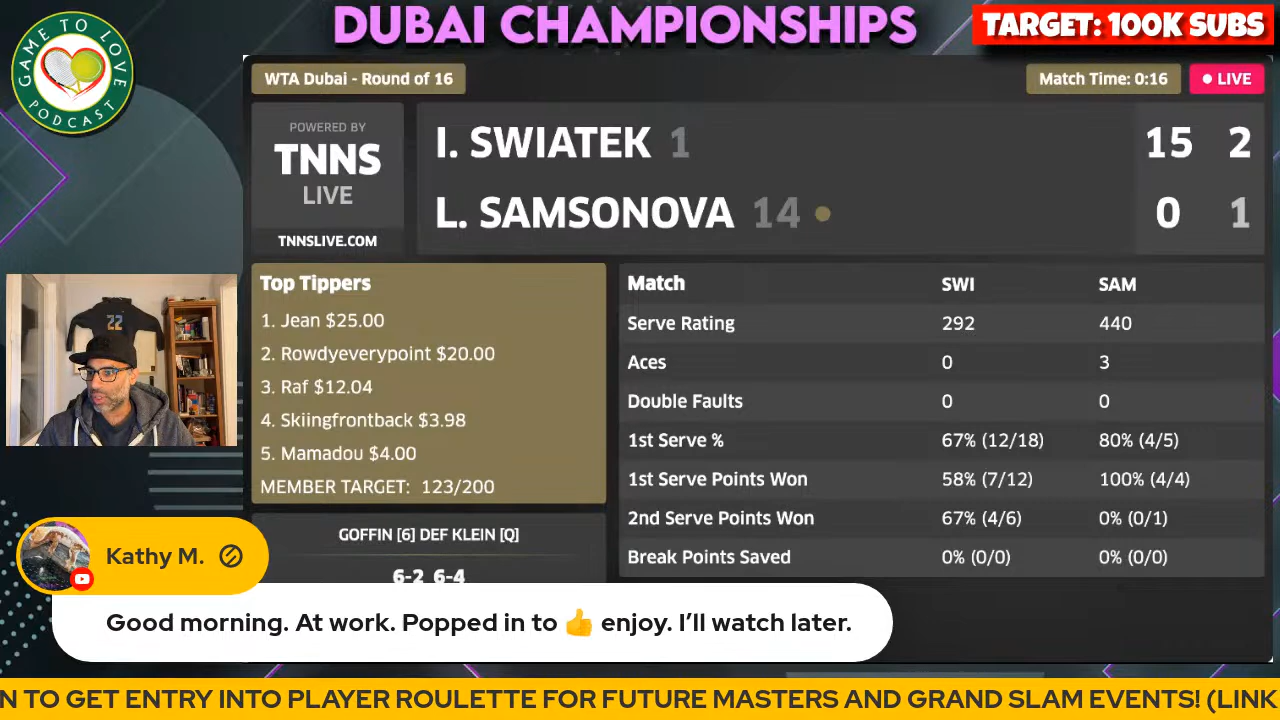 DUBAI CHAMPIONSHIPS
TARGET: 100K SUBS
GAME TO LOVE
PODCAST
WTA Dubai - Round of 16
Match Time: 0:16
LIVE
POWERED BY
TNNS
LIVE
TNNSLIVE.COM
I. SWIATEK 1 15 2
L. SAMSONOVA 14 0 1
22
Top Tippers
1. Jean $25.00
2. Rowdyeverypoint $20.00
3. Raf $12.04
4. Skiingfrontback $3.98
5. Mamadou $4.00
MEMBER TARGET: 123/200
GOFFIN [6] DEF KLEIN [Q]
6-2 6-4
Match SWI SAM
Serve Rating 292 440
Aces 0 3
Double Faults 0 0
1st Serve % 67% (12/18) 80% (4/5)
1st Serve Points Won 58% (7/12) 100% (4/4)
2nd Serve Points Won 67% (4/6) 0% (0/1)
Break Points Saved 0% (0/0) 0% (0/0)
Kathy M.
Good morning. At work. Popped in to 👍 enjoy. I’ll watch later.
N TO GET ENTRY INTO PLAYER ROULETTE FOR FUTURE MASTERS AND GRAND SLAM EVENTS! (LINK